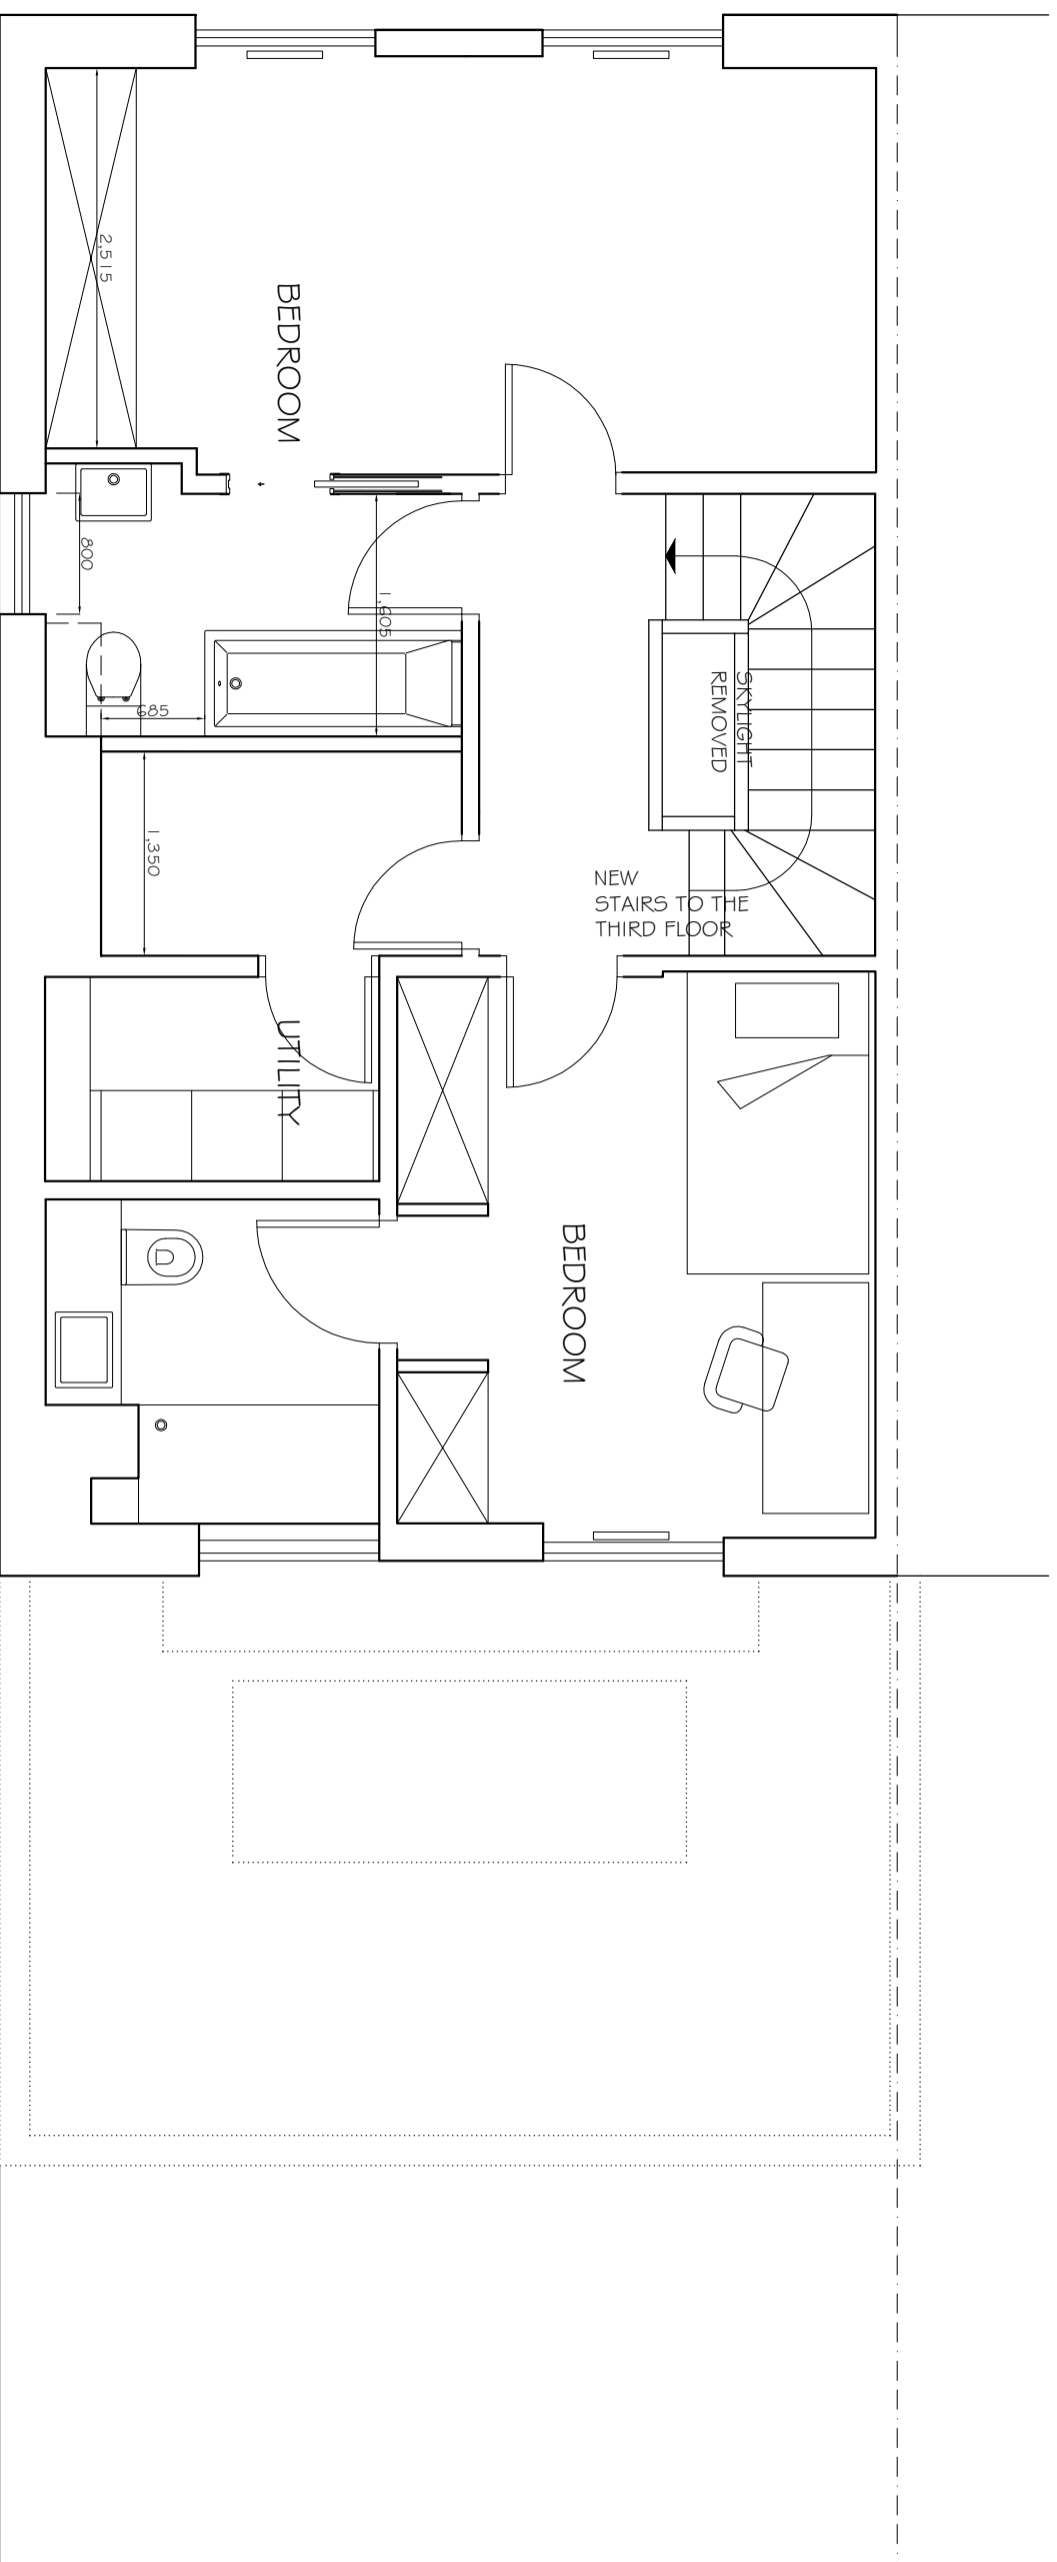 2,515
BEDROOM
800
1,605
685
SKYLIGHT
REMOVED
1,350
NEW
STAIRS TO THE
THIRD FLOOR
UTILITY
BEDROOM